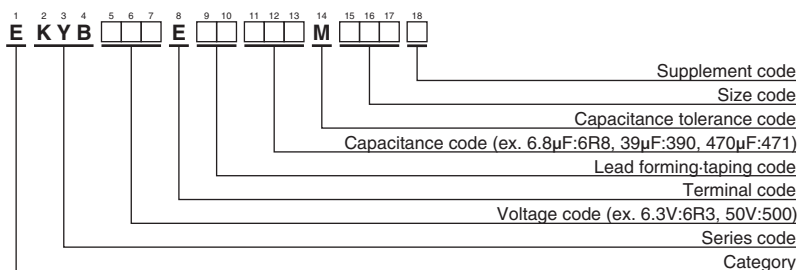 1 2 3 4 5 6 7 8 9 10 11 12 13 14 15 16 17 18
E K Y B □ □ □ E □ □ □ □ □ M □ □ □ □
Supplement code
Size code
Capacitance tolerance code
Capacitance code (ex. 6.8µF:6R8, 39µF:390, 470µF:471)
Lead forming·taping code
Terminal code
Voltage code (ex. 6.3V:6R3, 50V:500)
Series code
Category